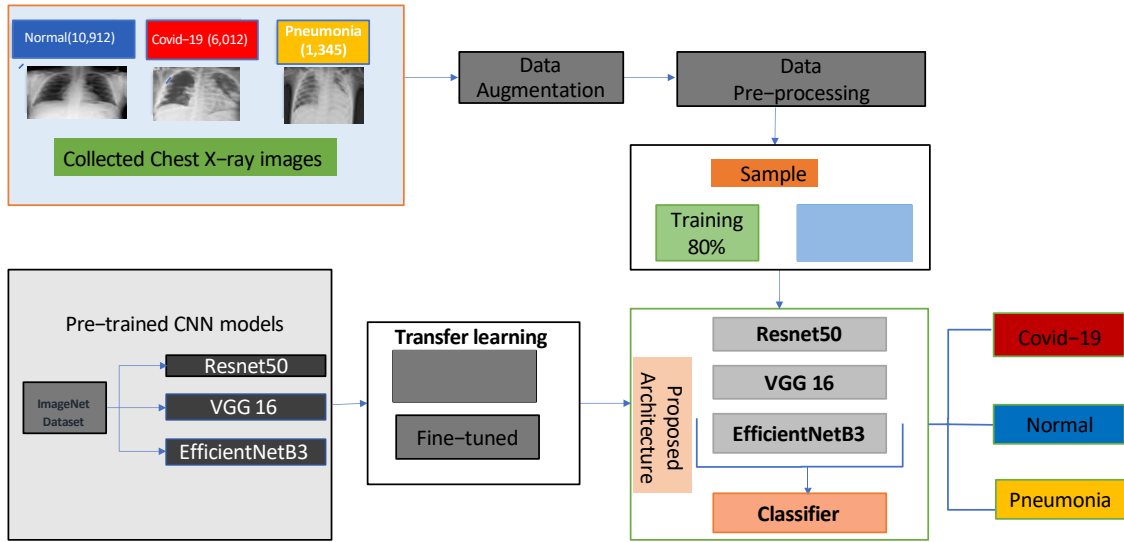 Normal(10,912)
Covid−19 (6,012)
Pneumonia
(1,345)
Collected Chest X−ray images
Data
Augmentation
Data
Pre−processing
Sample
Training
80%
Pre−trained CNN models
ImageNet
Dataset
Resnet50
VGG 16
EfficientNetB3
Transfer learning
Fine−tuned
Proposed
Architecture
Resnet50
VGG 16
EfficientNetB3
Classifier
Covid−19
Normal
Pneumonia